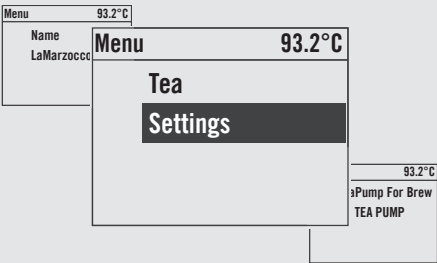 Menu 93.2°C
Name
LaMarzocco
Menu 93.2°C
Tea
Settings
93.2°C
aPump For Brew
TEA PUMP